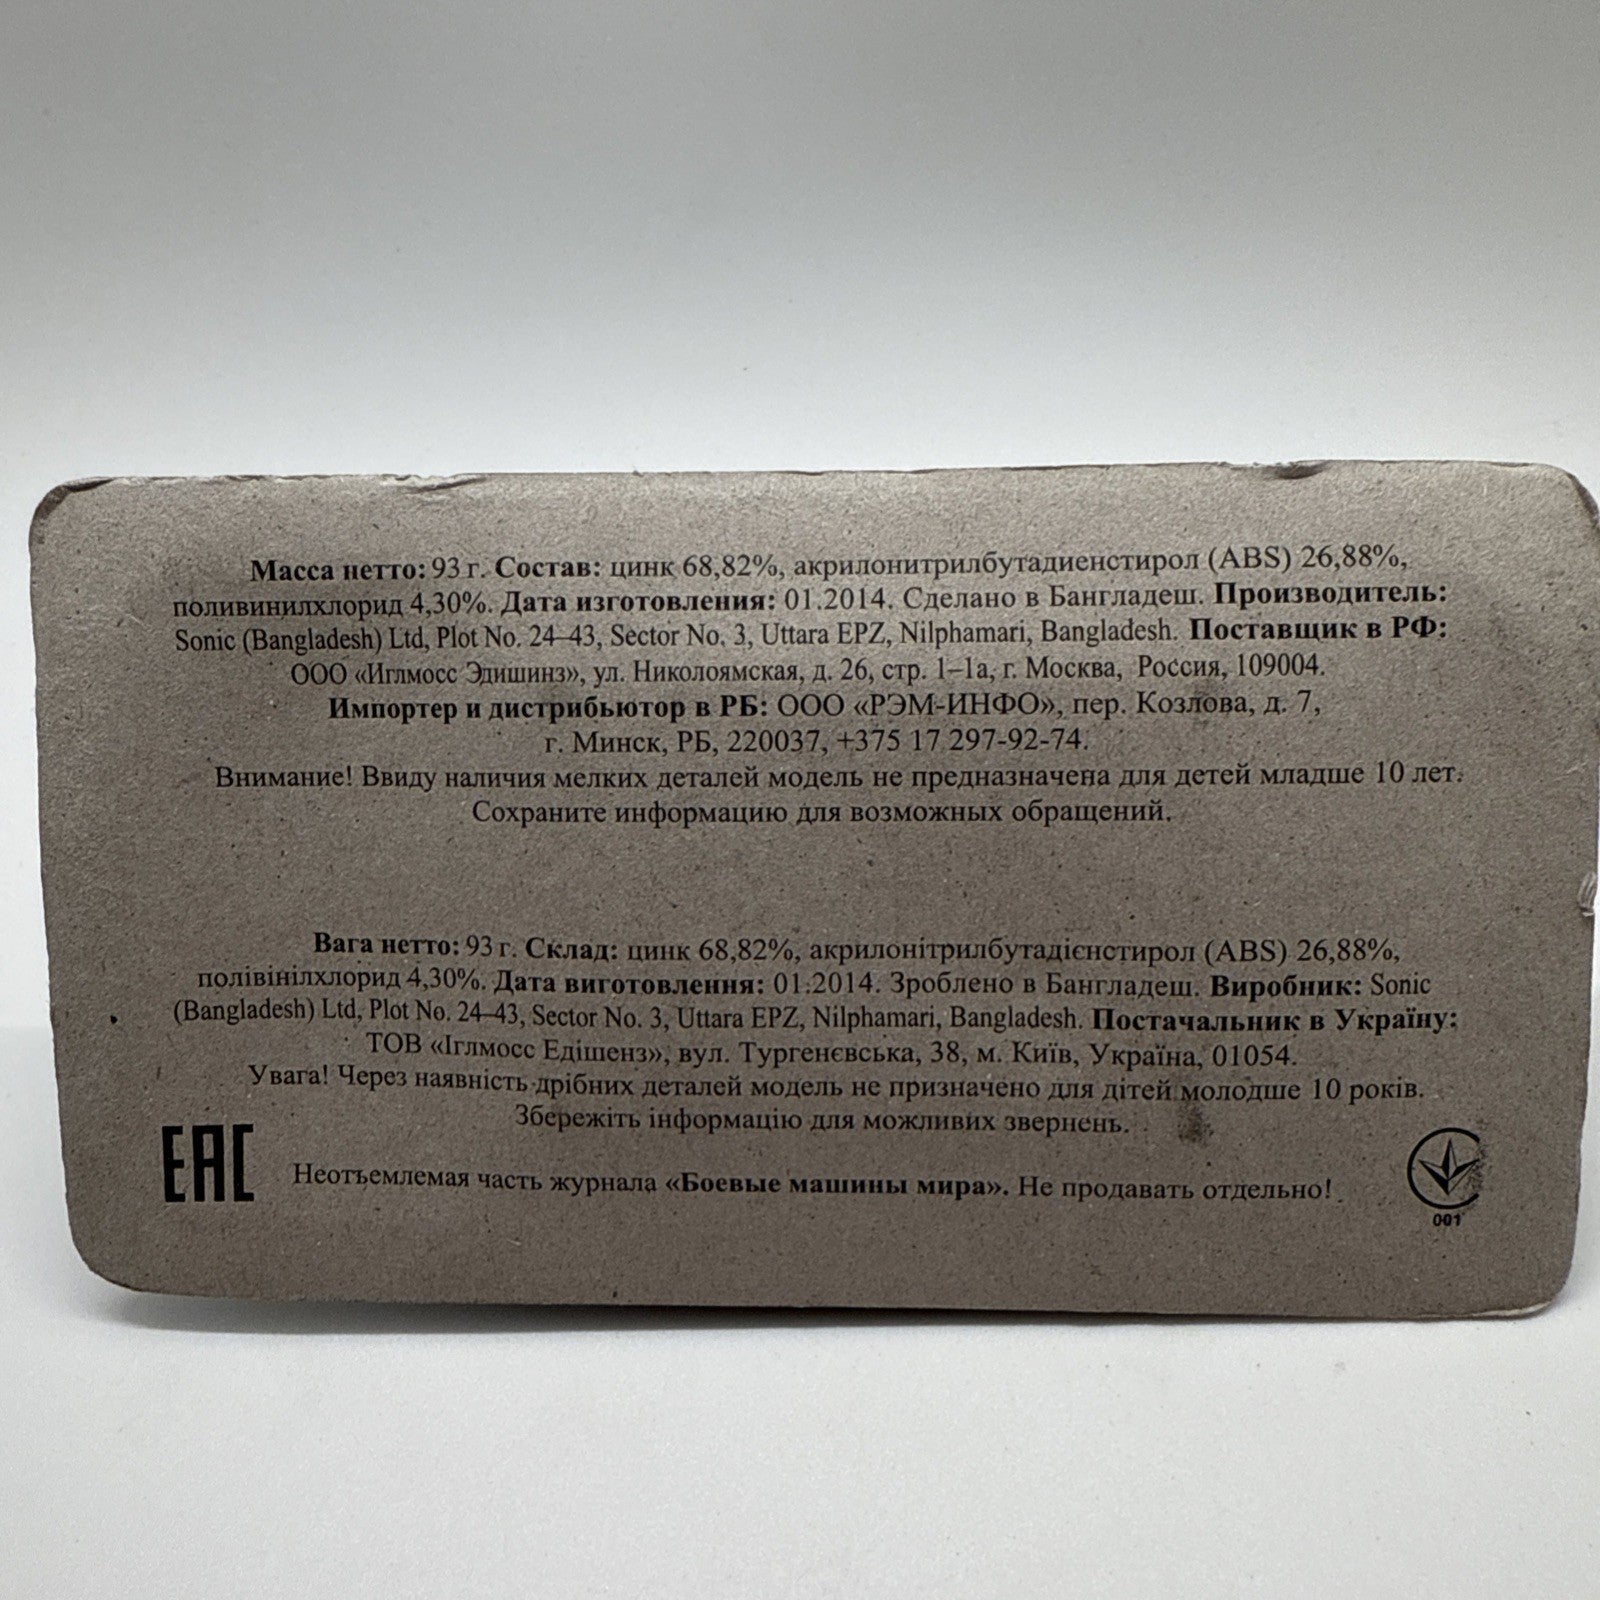 Масса нетто: 93 г. Состав: цинк 68,82%, акрилонитрилбутадиенстирол (ABS) 26,88%,
поливинилхлорид 4,30%. Дата изготовления: 01.2014. Сделано в Бангладеш. Производитель:
Sonic (Bangladesh) Ltd, Plot No. 24–43, Sector No. 3, Uttara EPZ, Nilphamari, Bangladesh. Поставщик в РФ:
ООО «Иглмосс Эдишинз», ул. Николоямская, д. 26, стр. 1–1а, г. Москва, Россия, 109004.
Импортер и дистрибьютор в РБ: ООО «РЭМ-ИНФО», пер. Козлова, д. 7,
г. Минск, РБ, 220037, +375 17 297-92-74.
Внимание! Ввиду наличия мелких деталей модель не предназначена для детей младше 10 лет.
Сохраните информацию для возможных обращений.
Вага нетто: 93 г. Склад: цинк 68,82%, акрилонітрилбутадієнстирол (ABS) 26,88%,
полівінілхлорид 4,30%. Дата виготовлення: 01.2014. Зроблено в Бангладеш. Виробник: Sonic
(Bangladesh) Ltd, Plot No. 24–43, Sector No. 3, Uttara EPZ, Nilphamari, Bangladesh. Постачальник в Україну:
ТОВ «Іглмосс Едішенз», вул. Тургенєвська, 38, м. Київ, Україна, 01054.
Увага! Через наявність дрібних деталей модель не призначено для дітей молодше 10 років.
Збережіть інформацію для можливих звернень.
ЕАС
Неотъемлемая часть журнала «Боевые машины мира». Не продавать отдельно!
001